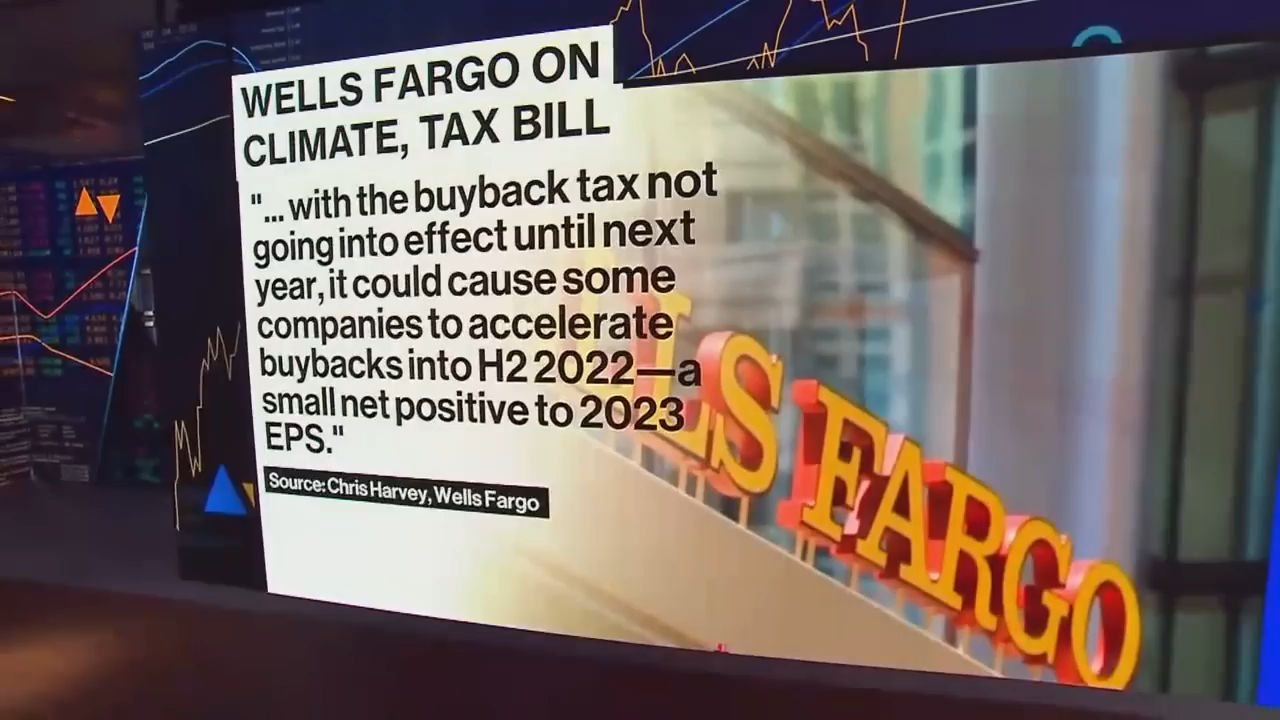 WELLS FARGO ON
CLIMATE, TAX BILL
"... with the buyback tax not
going into effect until next
year, it could cause some
companies to accelerate
buybacks into H2 2022—a
small net positive to 2023
EPS."
Source: Chris Harvey, Wells Fargo
LLS FARGO